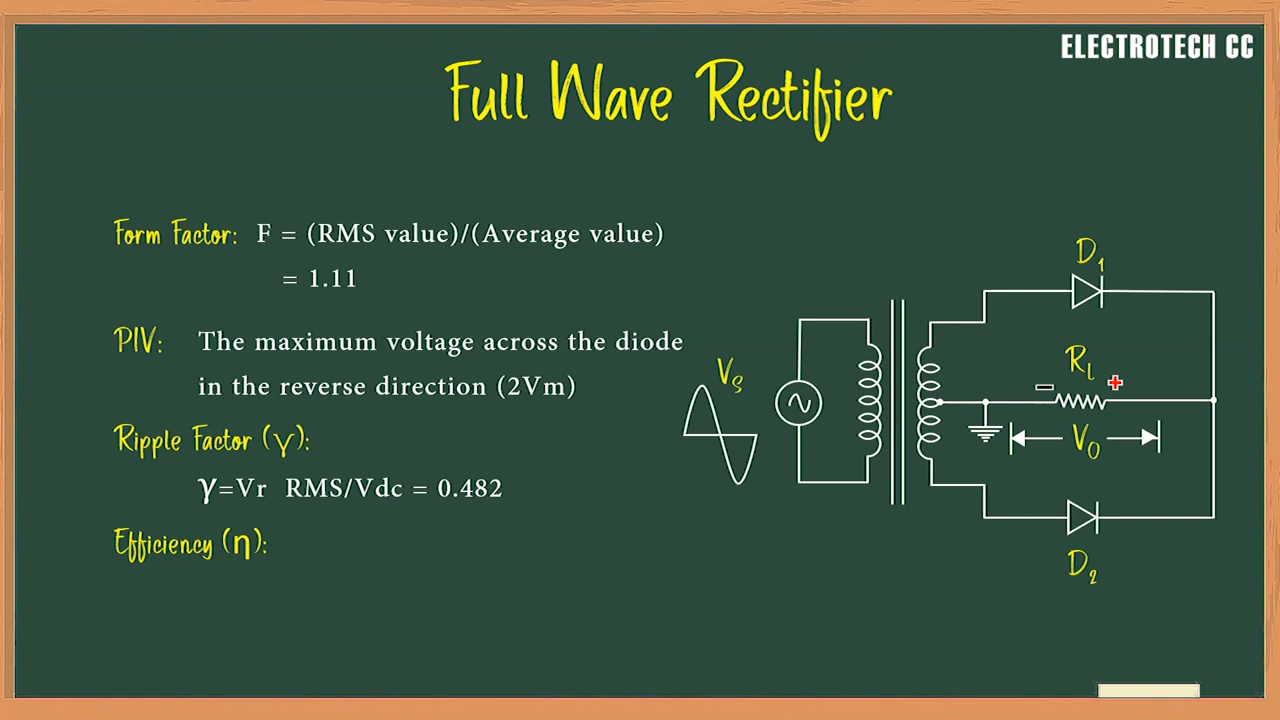 ELECTROTECH CC
Full Wave Rectifier
Form Factor: F = (RMS value)/(Average value)
= 1.11
PIV: The maximum voltage across the diode
in the reverse direction (2Vm)
Ripple Factor (γ):
γ=Vr RMS/Vdc = 0.482
Efficiency (η):
D1
RL
− +
VS
VO
D2